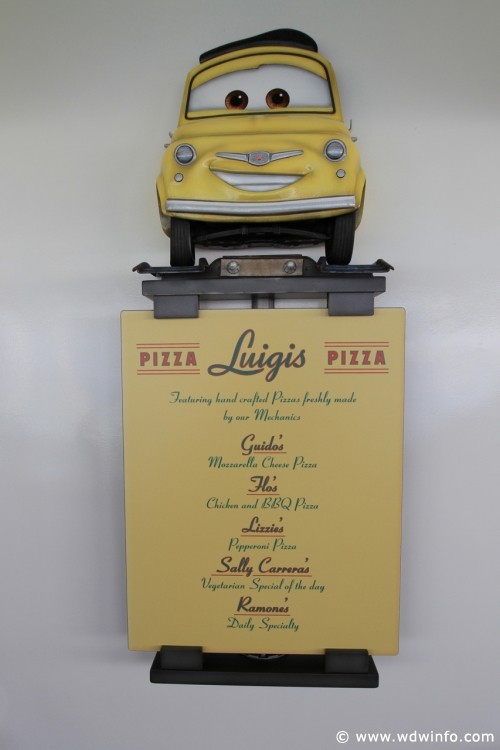 PIZZA Luigis PIZZA
Featuring hand crafted Pizzas freshly made
by our Mechanics
Guido's
Mozzarella Cheese Pizza
Flo's
Chicken and BBQ Pizza
Lizzie's
Pepperoni Pizza
Sally Carrera's
Vegetarian Special of the day
Ramone's
Daily Specialty
© www.wdwinfo.com